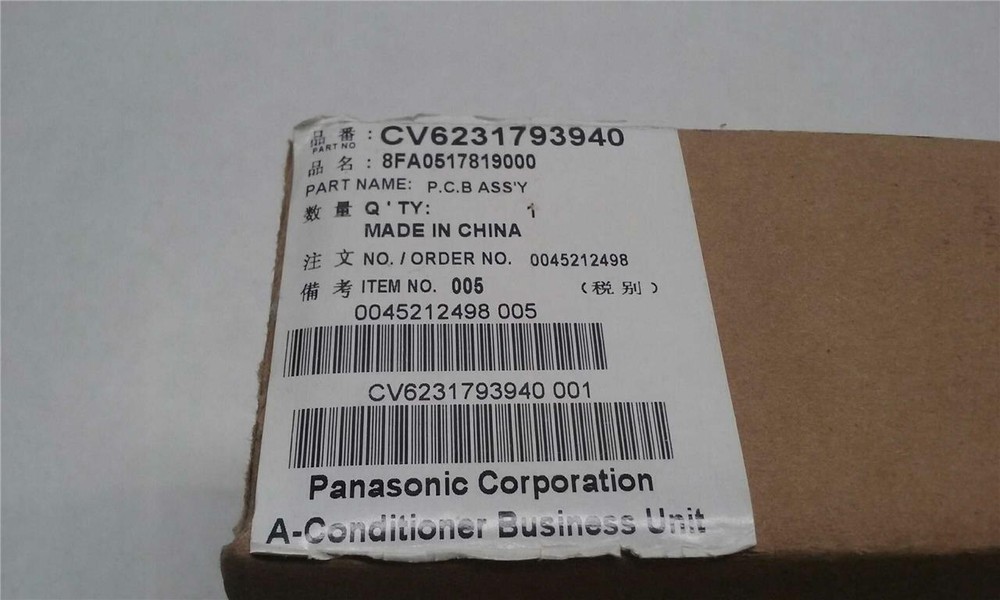 品番 : CV6231793940
PART NO
品名 : 8FA0517819000
PART NAME: P.C.B ASS'Y
数量 Q'TY: 1
MADE IN CHINA
注文 NO. / ORDER NO. 0045212498
備考 ITEM NO. 005 (税別)
0045212498 005
CV6231793940 001
Panasonic Corporation
A-Conditioner Business Unit